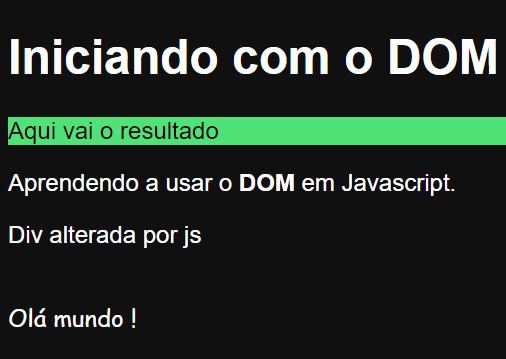 Iniciando com o DOM
Aqui vai o resultado
Aprendendo a usar o DOM em Javascript.
Div alterada por js
Olá mundo !